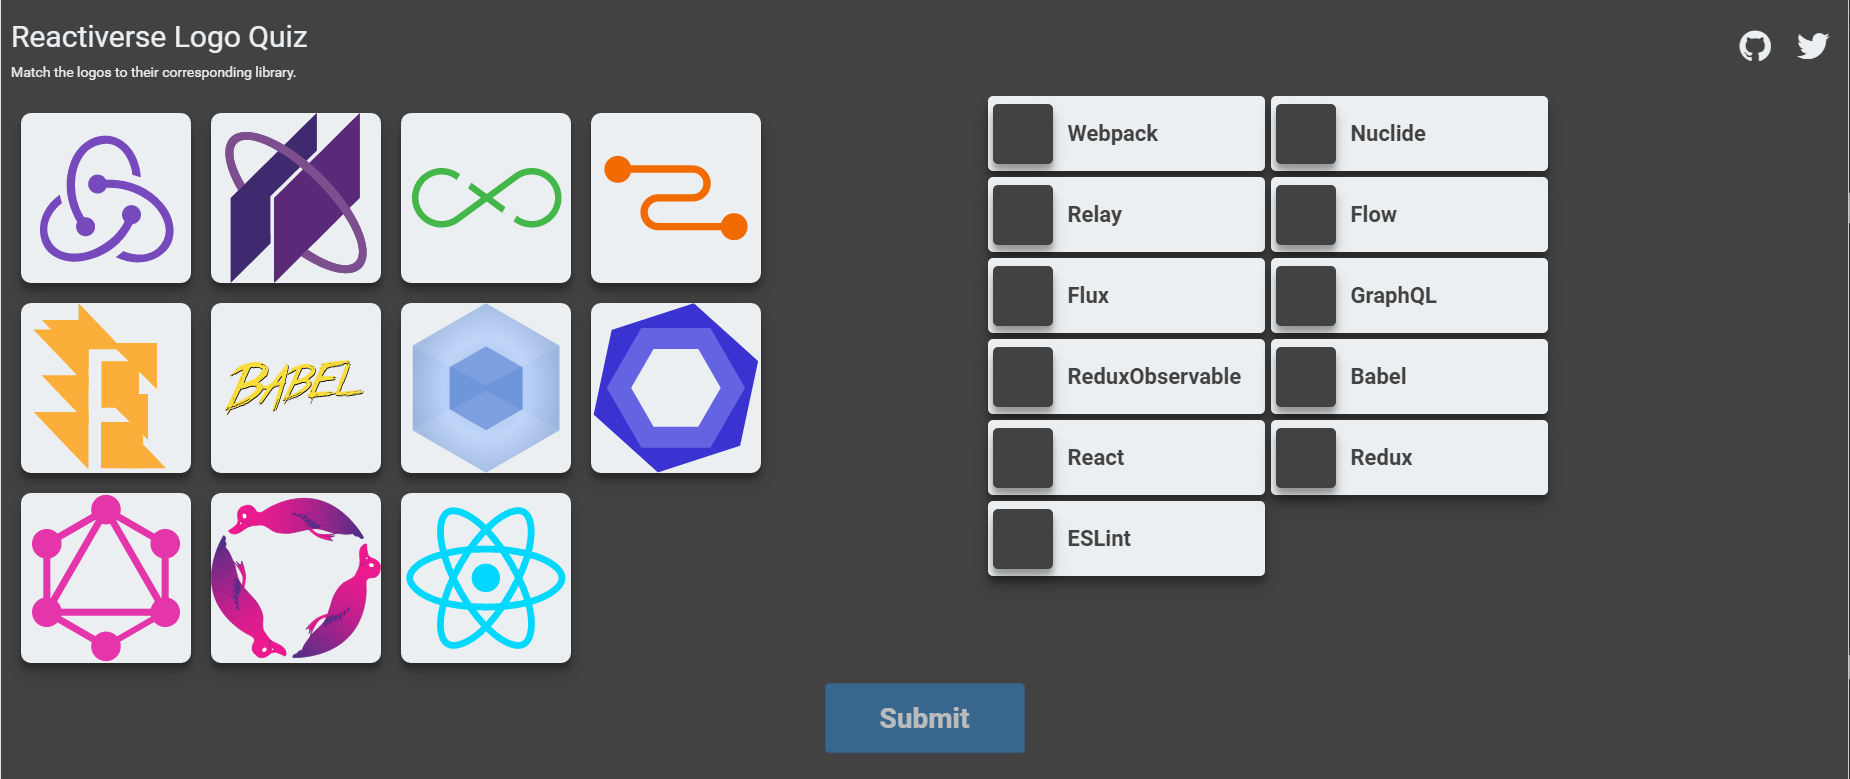 Reactiverse Logo Quiz
Match the logos to their corresponding library.
BABEL
Webpack
Nuclide
Relay
Flow
Flux
GraphQL
ReduxObservable
Babel
React
Redux
ESLint
Submit